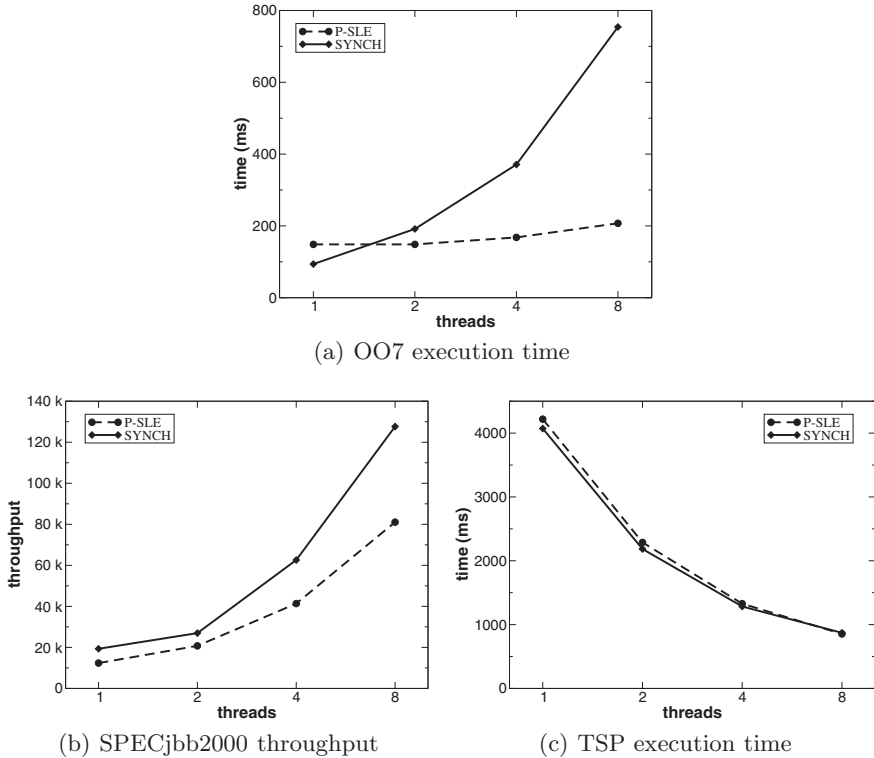 800
600
400
200
0
time (ms)
P-SLE
SYNCH
1 2 4 8
threads
(a) OO7 execution time
140 k
120 k
100 k
80 k
60 k
40 k
20 k
0
throughput
P-SLE
SYNCH
1 2 4 8
threads
(b) SPECjbb2000 throughput
4000
3000
2000
1000
0
time (ms)
P-SLE
SYNCH
1 2 4 8
threads
(c) TSP execution time